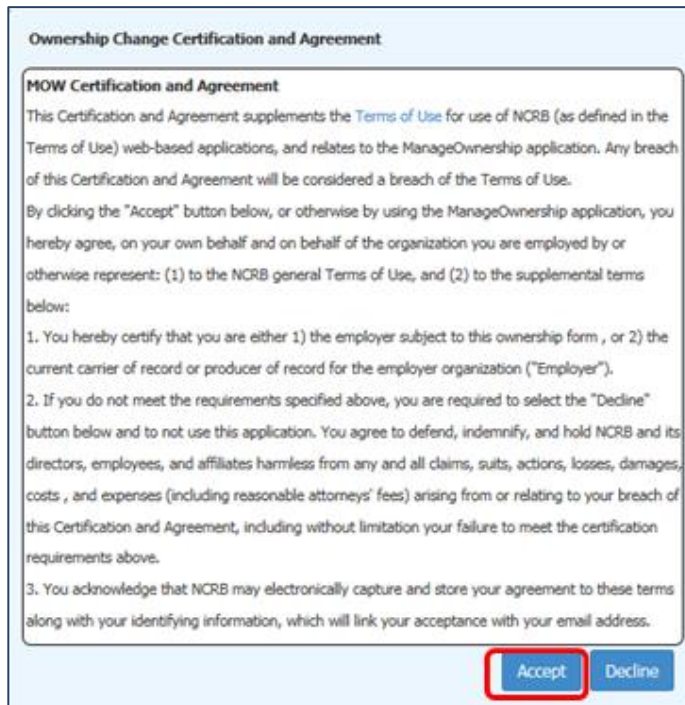 Ownership Change Certification and Agreement
MOW Certification and Agreement
This Certification and Agreement supplements the Terms of Use for use of NCRB (as defined in the
Terms of Use) web-based applications, and relates to the ManageOwnership application. Any breach
of this Certification and Agreement will be considered a breach of the Terms of Use.
By clicking the "Accept" button below, or otherwise by using the ManageOwnership application, you
hereby agree, on your own behalf and on behalf of the organization you are employed by or
otherwise represent: (1) to the NCRB general Terms of Use, and (2) to the supplemental terms
below:
1. You hereby certify that you are either 1) the employer subject to this ownership form , or 2) the
current carrier of record or producer of record for the employer organization ("Employer").
2. If you do not meet the requirements specified above, you are required to select the "Decline"
button below and to not use this application. You agree to defend, indemnify, and hold NCRB and its
directors, employees, and affiliates harmless from any and all claims, suits, actions, losses, damages,
costs , and expenses (including reasonable attorneys' fees) arising from or relating to your breach of
this Certification and Agreement, including without limitation your failure to meet the certification
requirements above.
3. You acknowledge that NCRB may electronically capture and store your agreement to these terms
along with your identifying information, which will link your acceptance with your email address.
Accept Decline